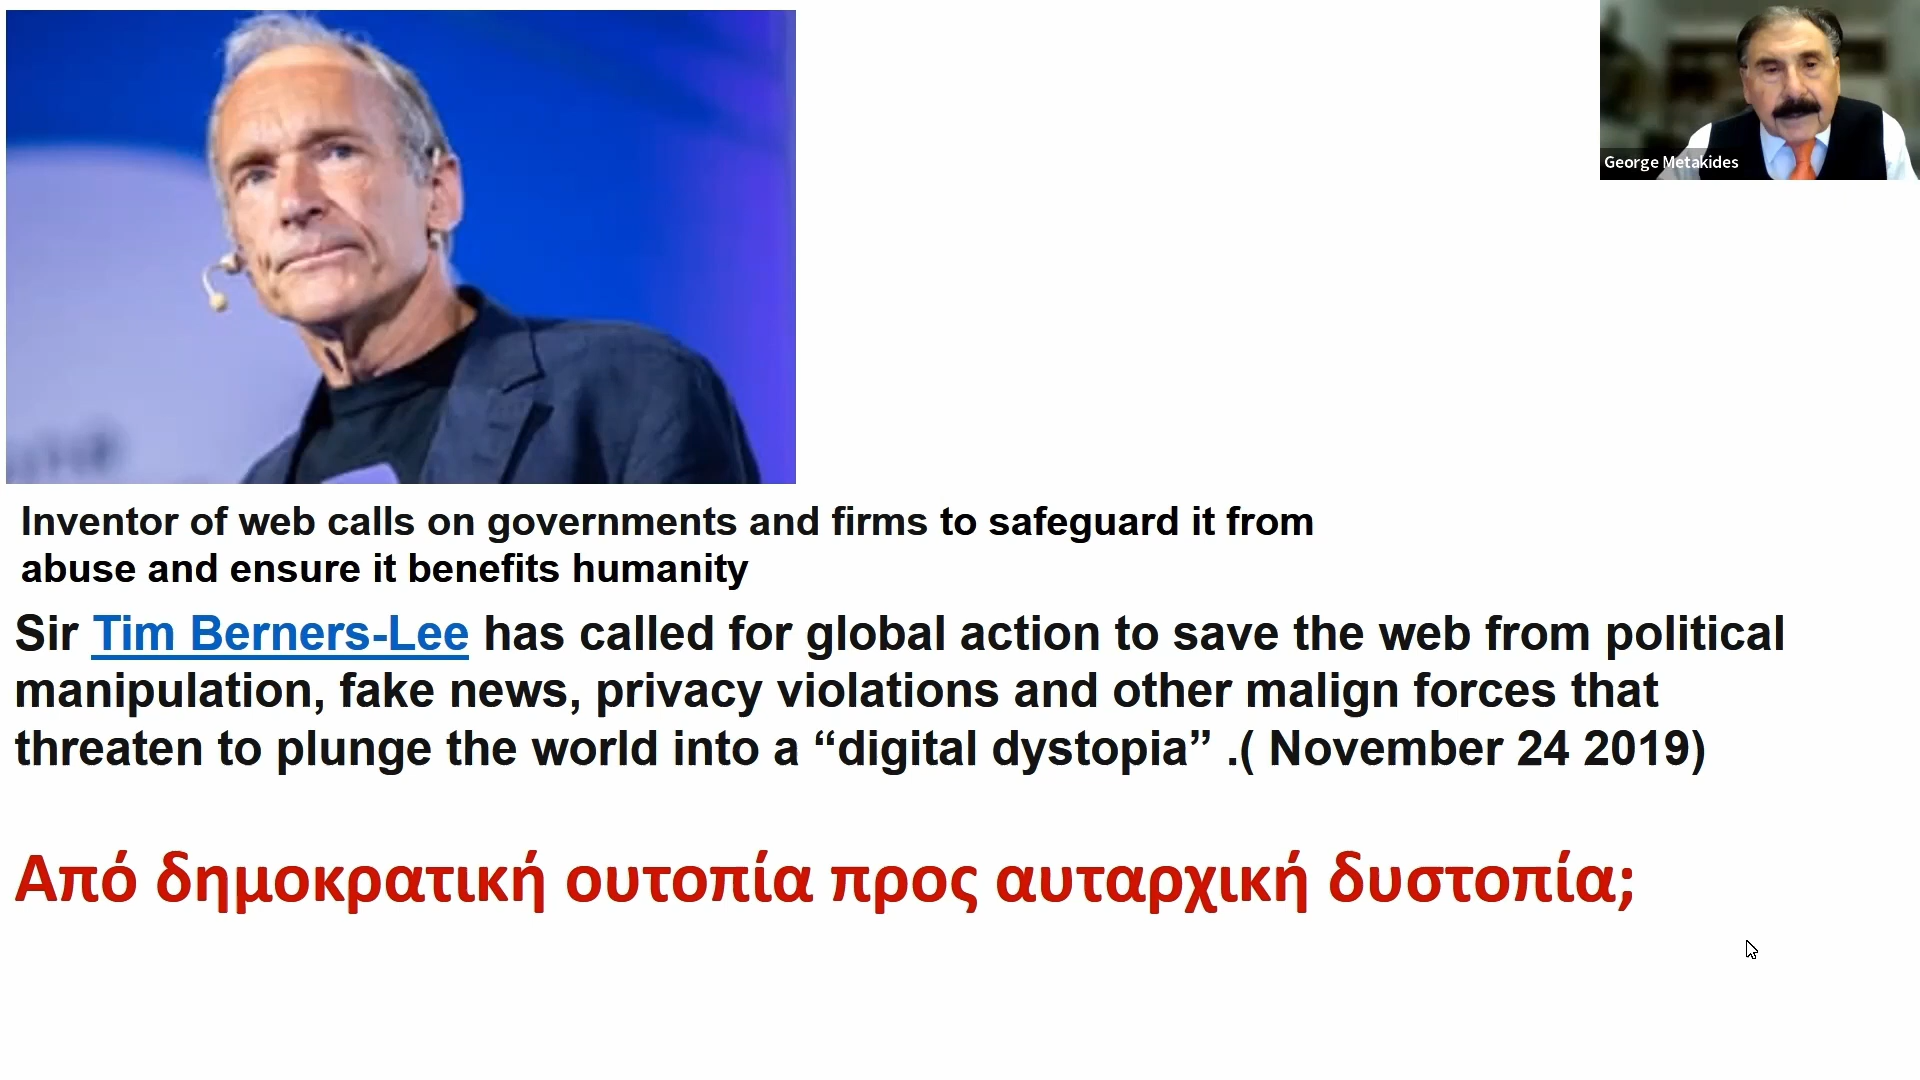 George Metakides
Inventor of web calls on governments and firms to safeguard it from
abuse and ensure it benefits humanity
Sir Tim Berners-Lee has called for global action to save the web from political
manipulation, fake news, privacy violations and other malign forces that
threaten to plunge the world into a “digital dystopia” .( November 24 2019)
Από δημοκρατική ουτοπία προς αυταρχική δυστοπία;